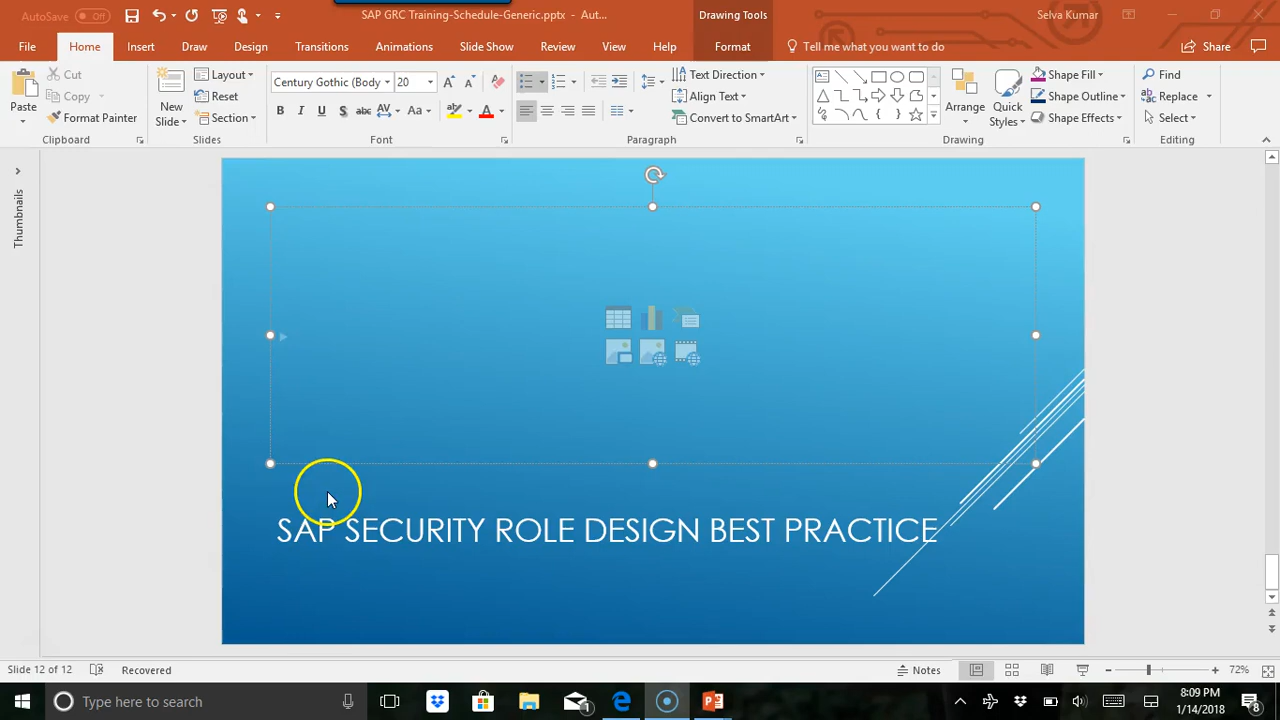 AutoSave Off SAP GRC Training-Schedule-Generic.pptx - Aut... Drawing Tools Selva Kumar
File Home Insert Draw Design Transitions Animations Slide Show Review View Help Format Tell me what you want to do Share
Paste Cut Copy Format Painter
Clipboard
New Slide Layout Reset Section
Slides
Century Gothic (Body 20
B I U S abc AV Aa A
Font
Text Direction Align Text Convert to SmartArt
Paragraph
Arrange Quick Styles Shape Fill Shape Outline Shape Effects
Drawing
Find Replace Select
Editing
Thumbnails
SAP SECURITY ROLE DESIGN BEST PRACTICE
Slide 12 of 12 Recovered Notes 72%
Type here to search
1
8:09 PM
1/14/2018
8